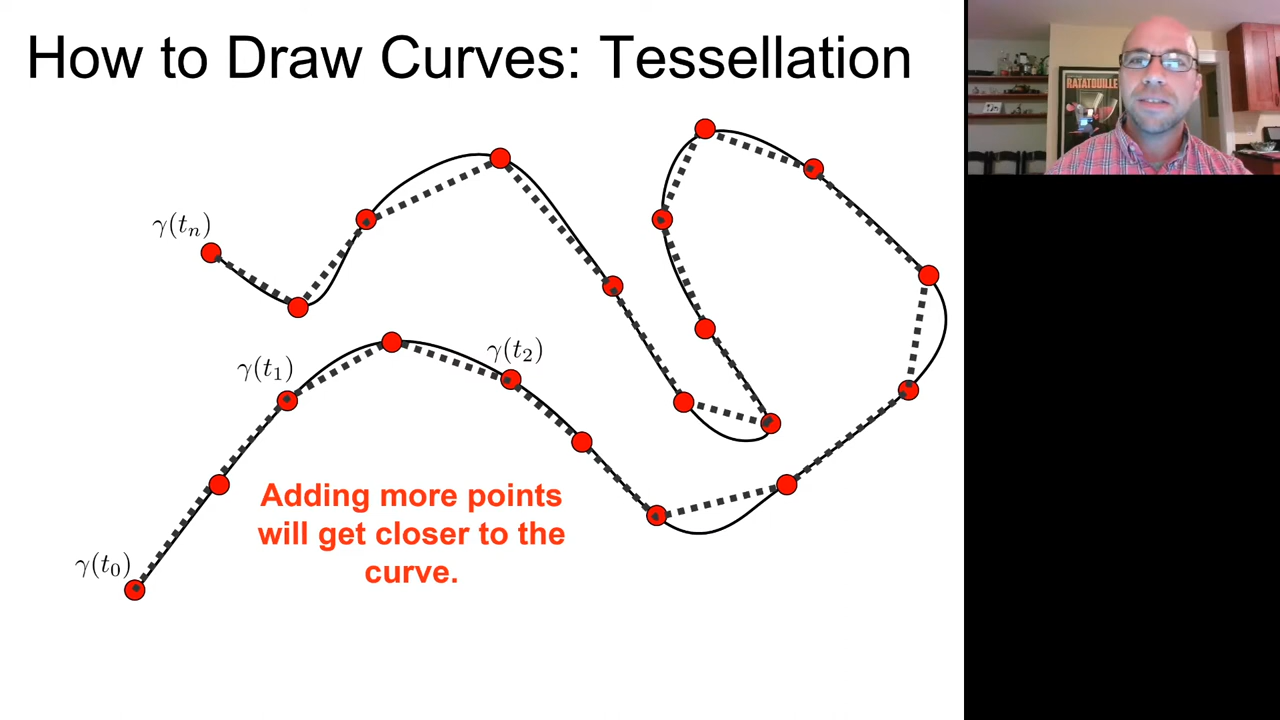 How to Draw Curves: Tessellation
RATATOUILLE
γ(tₙ)
γ(t₁)
γ(t₂)
Adding more points
will get closer to the
curve.
γ(t₀)